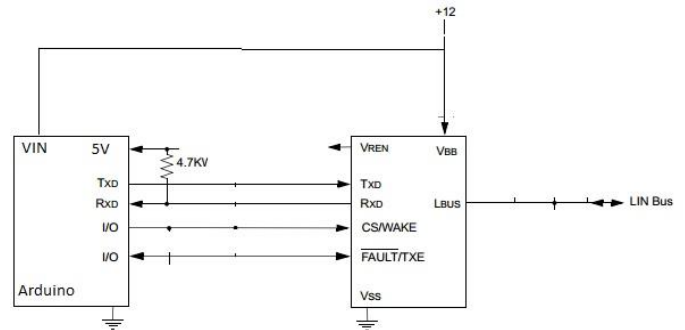 +12
VIN
5V
4.7KV
TXD
RXD
I/O
I/O
Arduino
VREN
VBB
TXD
RXD
LBUS
CS/WAKE
FAULT/TXE
VSS
LIN Bus